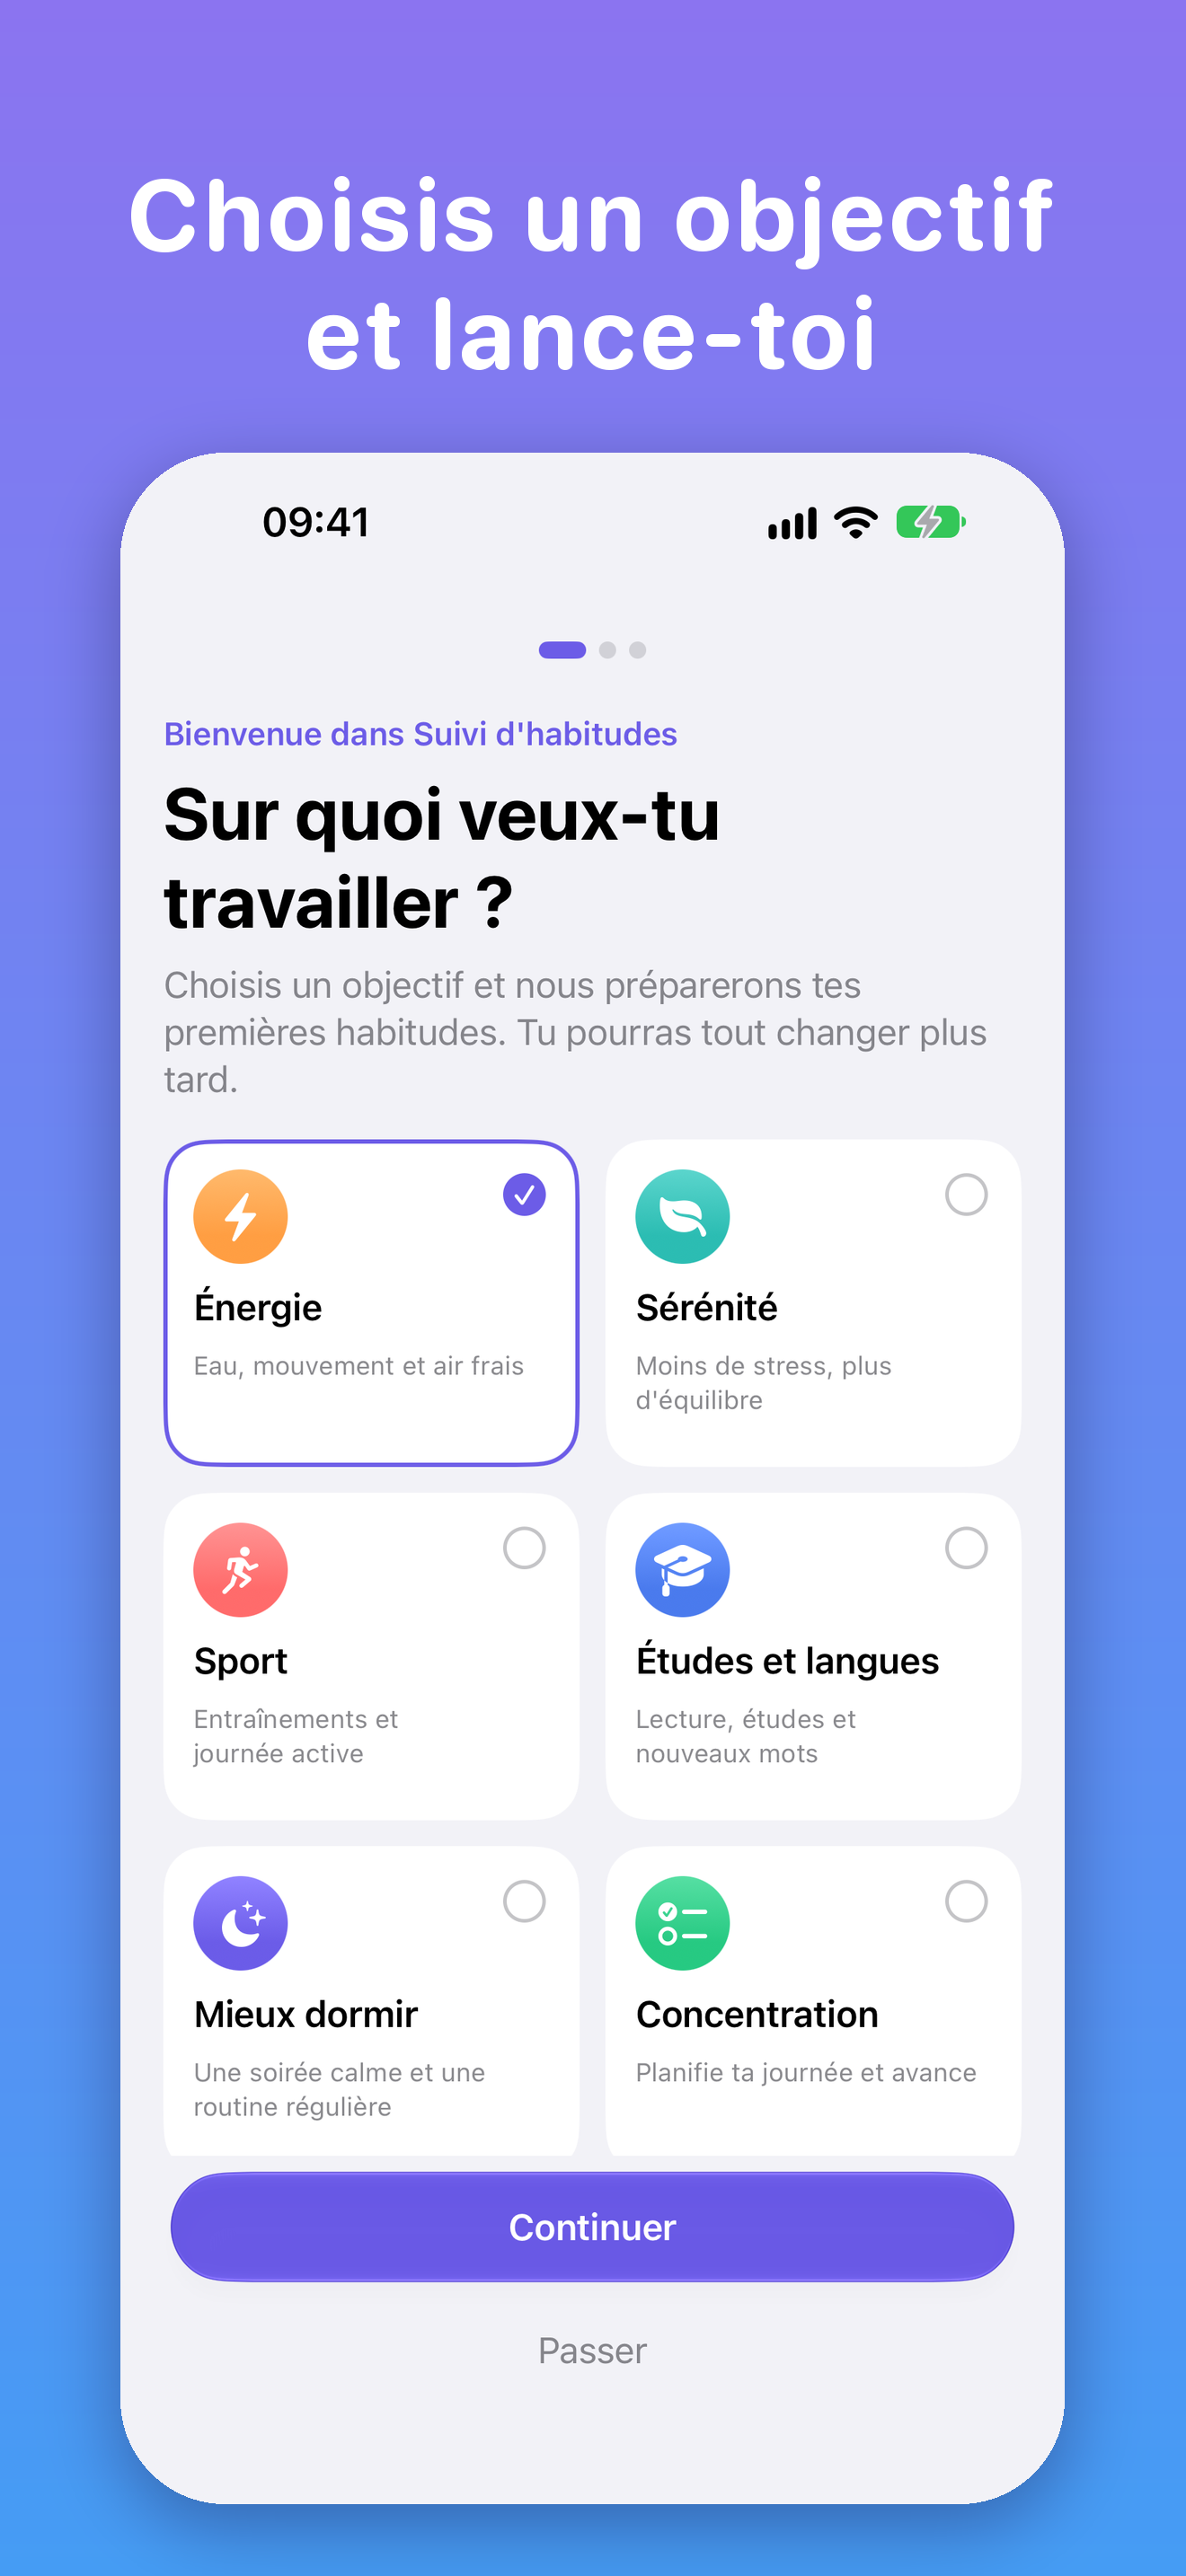 Choisis un objectif
et lance-toi
09:41
Bienvenue dans Suivi d'habitudes
Sur quoi veux-tu
travailler ?
Choisis un objectif et nous préparerons tes
premières habitudes. Tu pourras tout changer plus
tard.
Énergie
Eau, mouvement et air frais
Sérénité
Moins de stress, plus
d'équilibre
Sport
Entraînements et
journée active
Études et langues
Lecture, études et
nouveaux mots
Mieux dormir
Une soirée calme et une
routine régulière
Concentration
Planifie ta journée et avance
Continuer
Passer